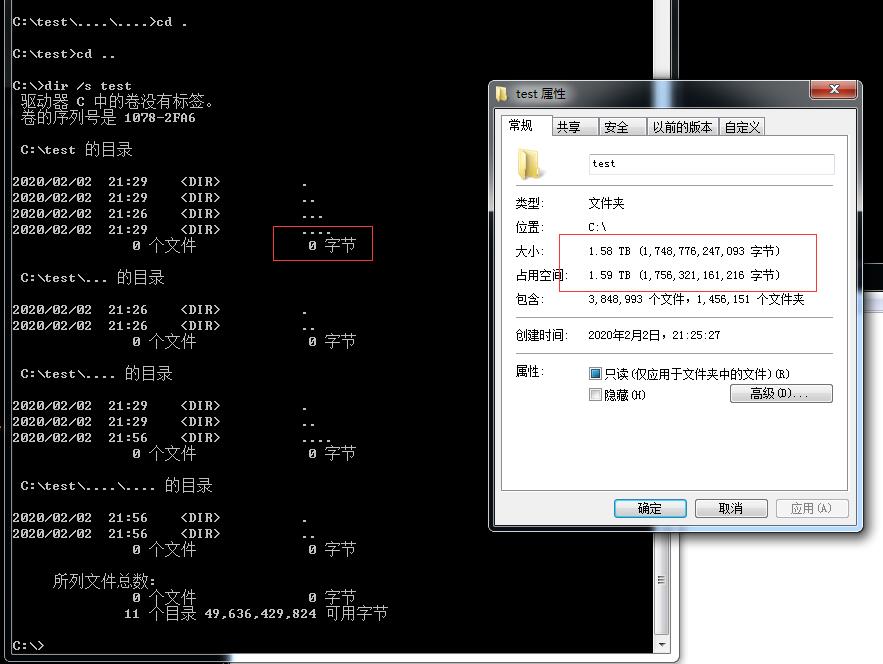 C:\test\....\....>cd .
C:\test>cd ..
C:\>dir /s test
驱动器 C 中的卷没有标签。
卷的序列号是 1078-2FA6
C:\test 的目录
2020/02/02 21:29 <DIR> .
2020/02/02 21:29 <DIR> ..
2020/02/02 21:26 <DIR> ...
2020/02/02 21:29 <DIR> ....
0 个文件 0 字节
C:\test\... 的目录
2020/02/02 21:26 <DIR> .
2020/02/02 21:26 <DIR> ..
0 个文件 0 字节
C:\test\.... 的目录
2020/02/02 21:29 <DIR> .
2020/02/02 21:29 <DIR> ..
2020/02/02 21:56 <DIR> ....
0 个文件 0 字节
C:\test\....\.... 的目录
2020/02/02 21:56 <DIR> .
2020/02/02 21:56 <DIR> ..
0 个文件 0 字节
所列文件总数:
0 个文件 0 字节
11 个目录 49,636,429,824 可用字节
C:\>
test 属性
常规 共享 安全 以前的版本 自定义
test
类型: 文件夹
位置: C:\
大小: 1.58 TB (1,748,776,247,093 字节)
占用空间: 1.59 TB (1,756,321,161,216 字节)
包含: 3,848,993 个文件，1,456,151 个文件夹
创建时间: 2020年2月2日，21:25:27
属性: 只读(仅应用于文件夹中的文件)(R)
隐藏(H) 高级(D)...
确定 取消 应用(A)